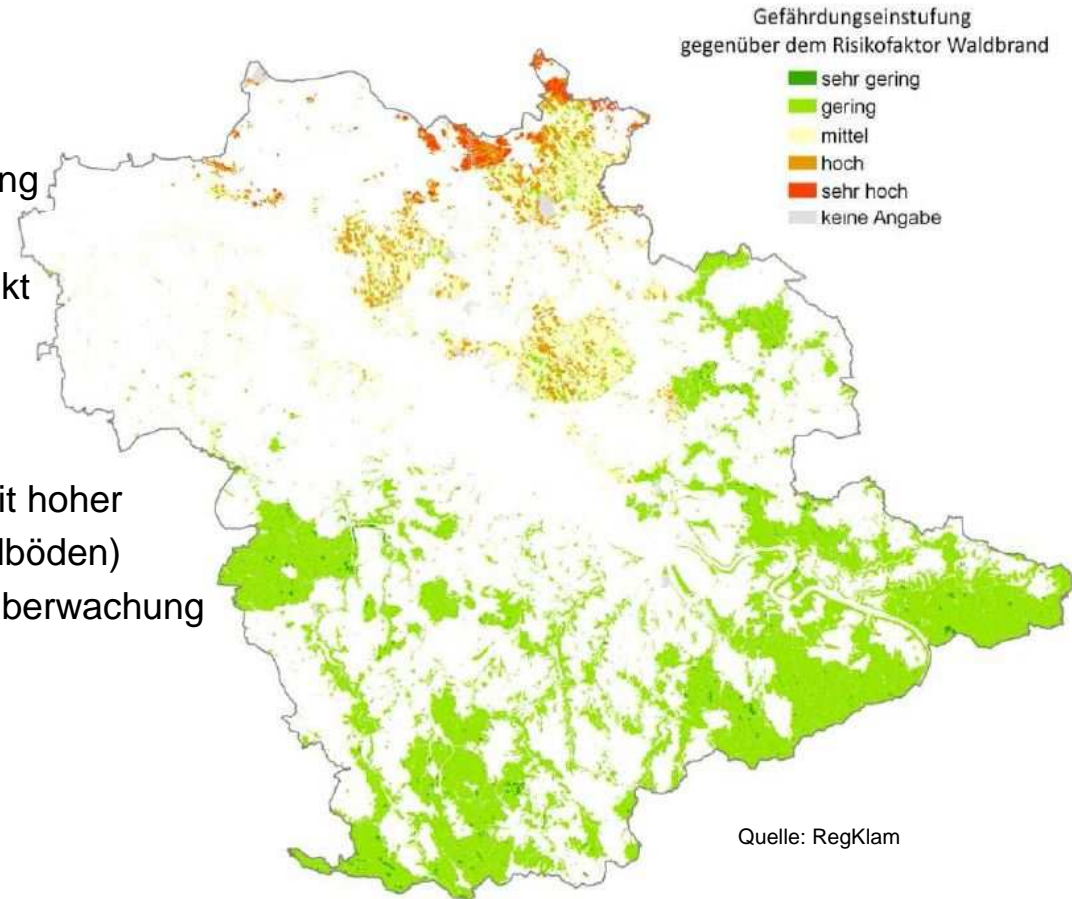 Gefährdungseinstufung
gegenüber dem Risikofaktor Waldbrand
sehr gering
gering
mittel
hoch
sehr hoch
keine Angabe
ng
kt
it hoher
lböden)
berwachung
Quelle: RegKlam